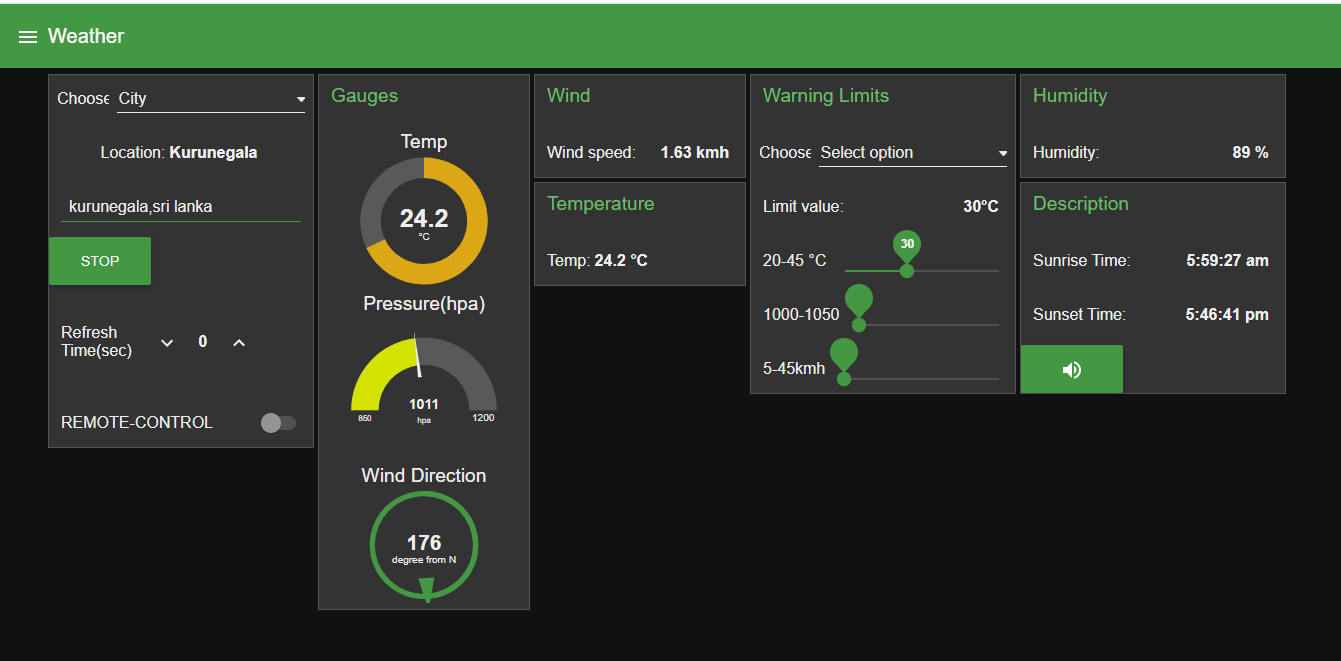 Weather
Choose City
Location: Kurunegala
kurunegala,sri lanka
STOP
Refresh
Time(sec)
0
REMOTE-CONTROL
Gauges
Temp
24.2
°C
Pressure(hpa)
1011
850 hpa 1200
Wind Direction
176
degree from N
Wind
Wind speed: 1.63 kmh
Temperature
Temp: 24.2 °C
Warning Limits
Choose Select option
Limit value: 30°C
30
20-45 °C
1000-1050
5-45kmh
Humidity
Humidity: 89 %
Description
Sunrise Time: 5:59:27 am
Sunset Time: 5:46:41 pm